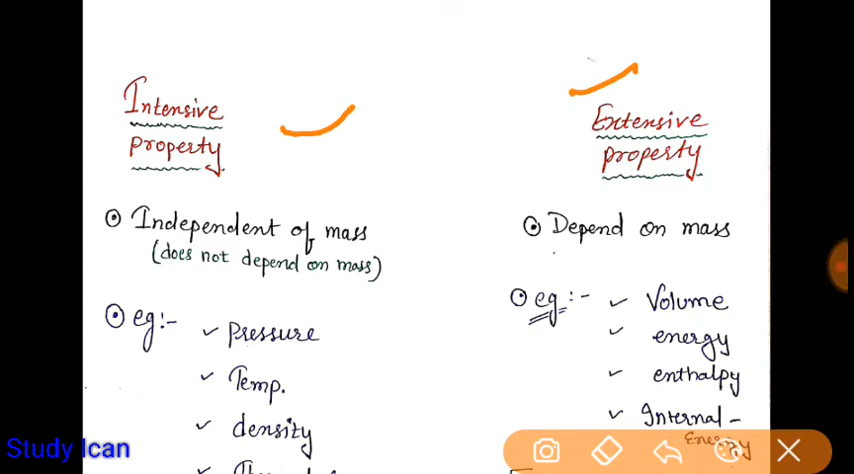 Intensive
property
Independent of mass
(does not depend on mass)
eg:-
Pressure
Temp.
density
Extensive
property
Depend on mass
eg:-
Volume
energy
enthalpy
Internal -
Energy
Study Ican